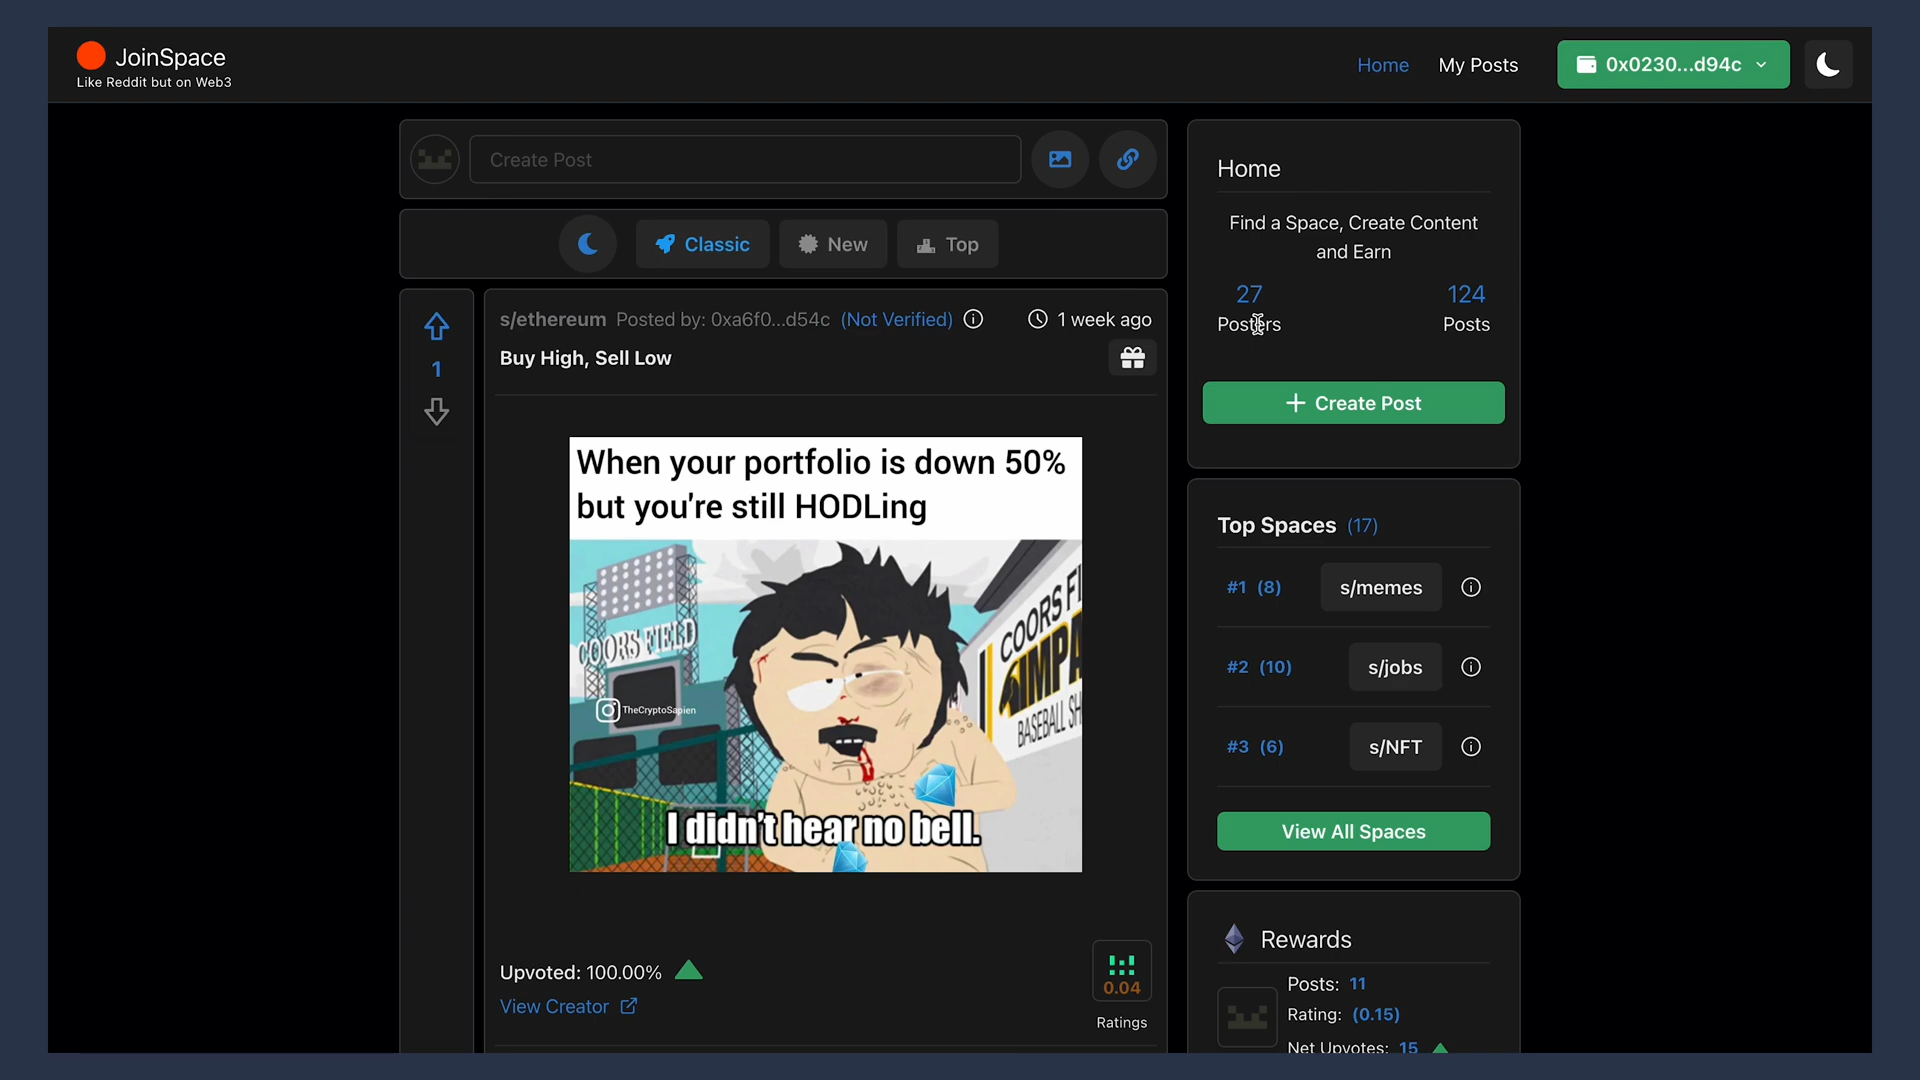 JoinSpace
Like Reddit but on Web3
Home
My Posts
0x0230...d94c
Create Post
Classic
New
Top
1
s/ethereum Posted by: 0xa6f0...d54c (Not Verified)
1 week ago
Buy High, Sell Low
When your portfolio is down 50%
but you're still HODLing
COORS FIELD
COORS FI
BASEBALL SH
TheCryptoSapien
I didn't hear no bell.
Upvoted: 100.00%
View Creator
0.04
Ratings
Home
Find a Space, Create Content
and Earn
27
Posters
124
Posts
Create Post
Top Spaces (17)
#1 (8) s/memes
#2 (10) s/jobs
#3 (6) s/NFT
View All Spaces
Rewards
Posts: 11
Rating: (0.15)
Net Upvotes: 15